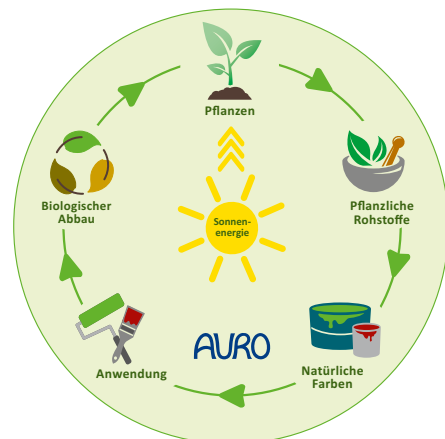 Pflanzen
Pflanzliche
Rohstoffe
Natürliche
Farben
Anwendung
Biologischer
Abbau
Sonnen-
energie
AURO